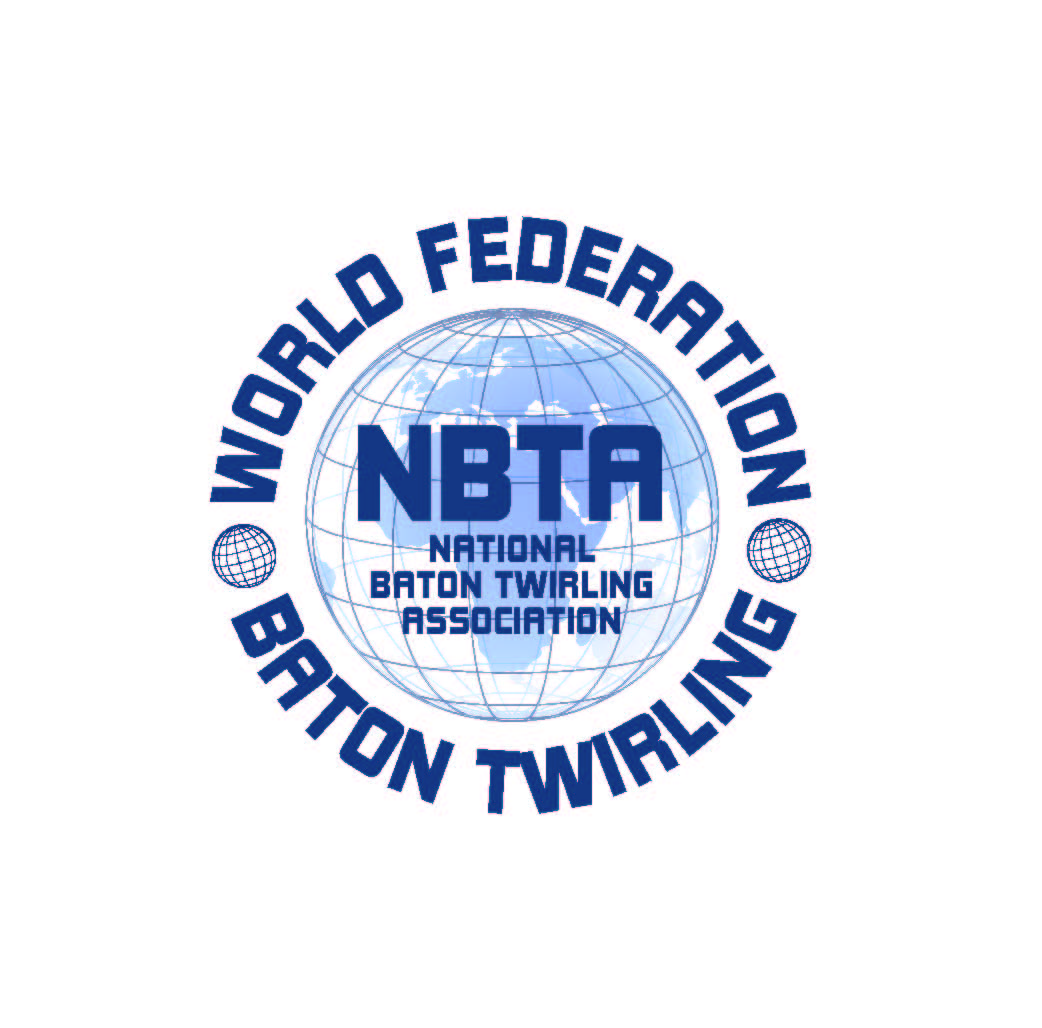 WORLD FEDERATION
NBTA
NATIONAL
BATON TWIRLING
ASSOCIATION
BATON TWIRLING